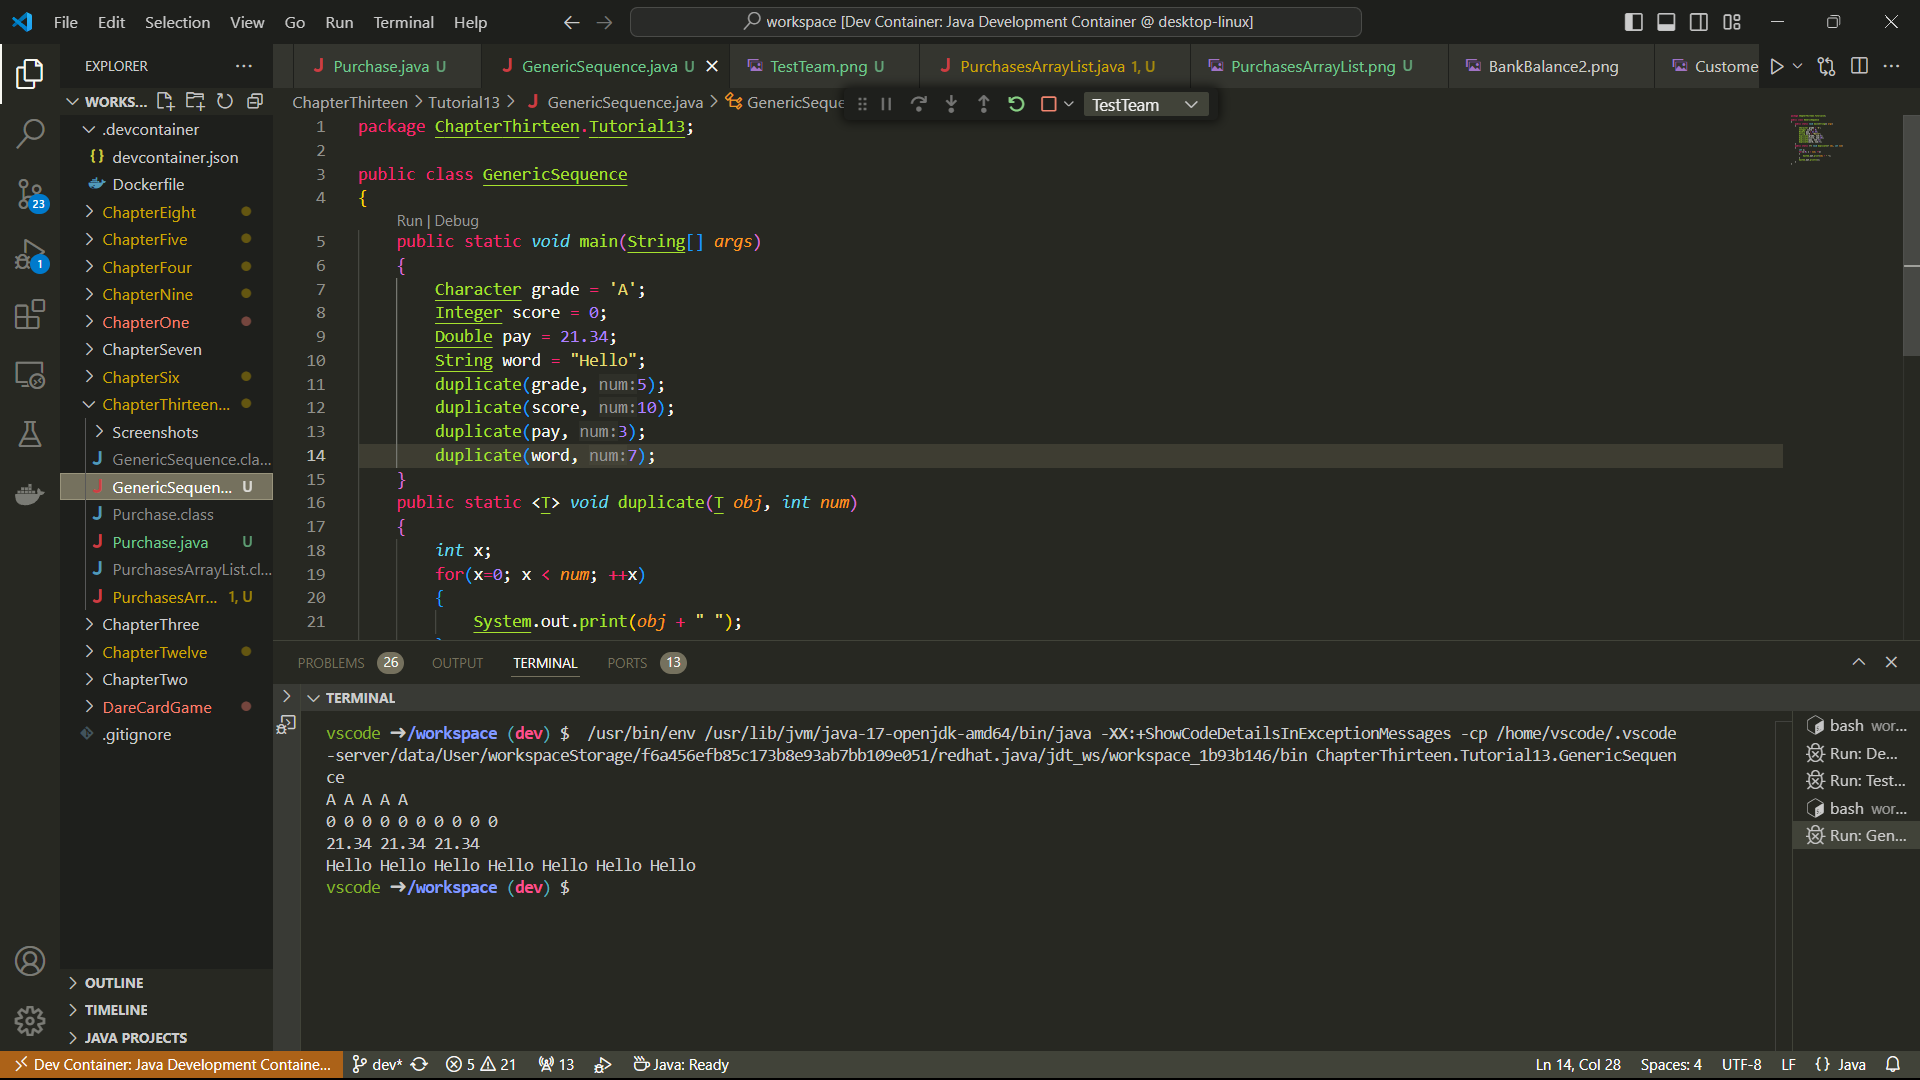 File Edit Selection View Go Run Terminal Help
workspace [Dev Container: Java Development Container @ desktop-linux]
EXPLORER
Purchase.java U
GenericSequence.java U
TestTeam.png U
PurchasesArrayList.java 1, U
PurchasesArrayList.png U
BankBalance2.png
Custome
WORKS...
ChapterThirteen > Tutorial13 > GenericSequence.java > GenericSeque
TestTeam
.devcontainer
devcontainer.json
Dockerfile
ChapterEight
ChapterFive
ChapterFour
ChapterNine
ChapterOne
ChapterSeven
ChapterSix
ChapterThirteen...
Screenshots
GenericSequence.cla...
GenericSequen... U
Purchase.class
Purchase.java U
PurchasesArrayList.cl...
PurchasesArr... 1, U
ChapterThree
ChapterTwelve
ChapterTwo
DareCardGame
.gitignore
OUTLINE
TIMELINE
JAVA PROJECTS
23
1
1 package ChapterThirteen.Tutorial13;
2
3 public class GenericSequence
4 {
Run | Debug
5 public static void main(String[] args)
6 {
7 Character grade = 'A';
8 Integer score = 0;
9 Double pay = 21.34;
10 String word = "Hello";
11 duplicate(grade, num:5);
12 duplicate(score, num:10);
13 duplicate(pay, num:3);
14 duplicate(word, num:7);
15 }
16 public static <T> void duplicate(T obj, int num)
17 {
18 int x;
19 for(x=0; x < num; ++x)
20 {
21 System.out.print(obj + " ");
PROBLEMS 26 OUTPUT TERMINAL PORTS 13
TERMINAL
vscode ➜/workspace (dev) $ /usr/bin/env /usr/lib/jvm/java-17-openjdk-amd64/bin/java -XX:+ShowCodeDetailsInExceptionMessages -cp /home/vscode/.vscode
-server/data/User/workspaceStorage/f6a456efb85c173b8e93ab7bb109e051/redhat.java/jdt_ws/workspace_1b93b146/bin ChapterThirteen.Tutorial13.GenericSequen
ce
A A A A A
0 0 0 0 0 0 0 0 0 0
21.34 21.34 21.34
Hello Hello Hello Hello Hello Hello Hello
vscode ➜/workspace (dev) $
bash wor...
Run: De...
Run: Test...
bash wor...
Run: Gen...
Dev Container: Java Development Containe... dev* 5 21 13 Java: Ready
Ln 14, Col 28 Spaces: 4 UTF-8 LF {} Java